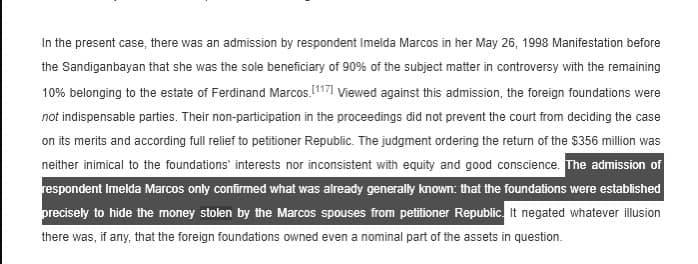 In the present case, there was an admission by respondent Imelda Marcos in her May 26, 1998 Manifestation before
the Sandiganbayan that she was the sole beneficiary of 90% of the subject matter in controversy with the remaining
10% belonging to the estate of Ferdinand Marcos.[117] Viewed against this admission, the foreign foundations were
not indispensable parties. Their non-participation in the proceedings did not prevent the court from deciding the case
on its merits and according full relief to petitioner Republic. The judgment ordering the return of the $356 million was
neither inimical to the foundations' interests nor inconsistent with equity and good conscience. The admission of
respondent Imelda Marcos only confirmed what was already generally known: that the foundations were established
precisely to hide the money stolen by the Marcos spouses from petitioner Republic. It negated whatever illusion
there was, if any, that the foreign foundations owned even a nominal part of the assets in question.